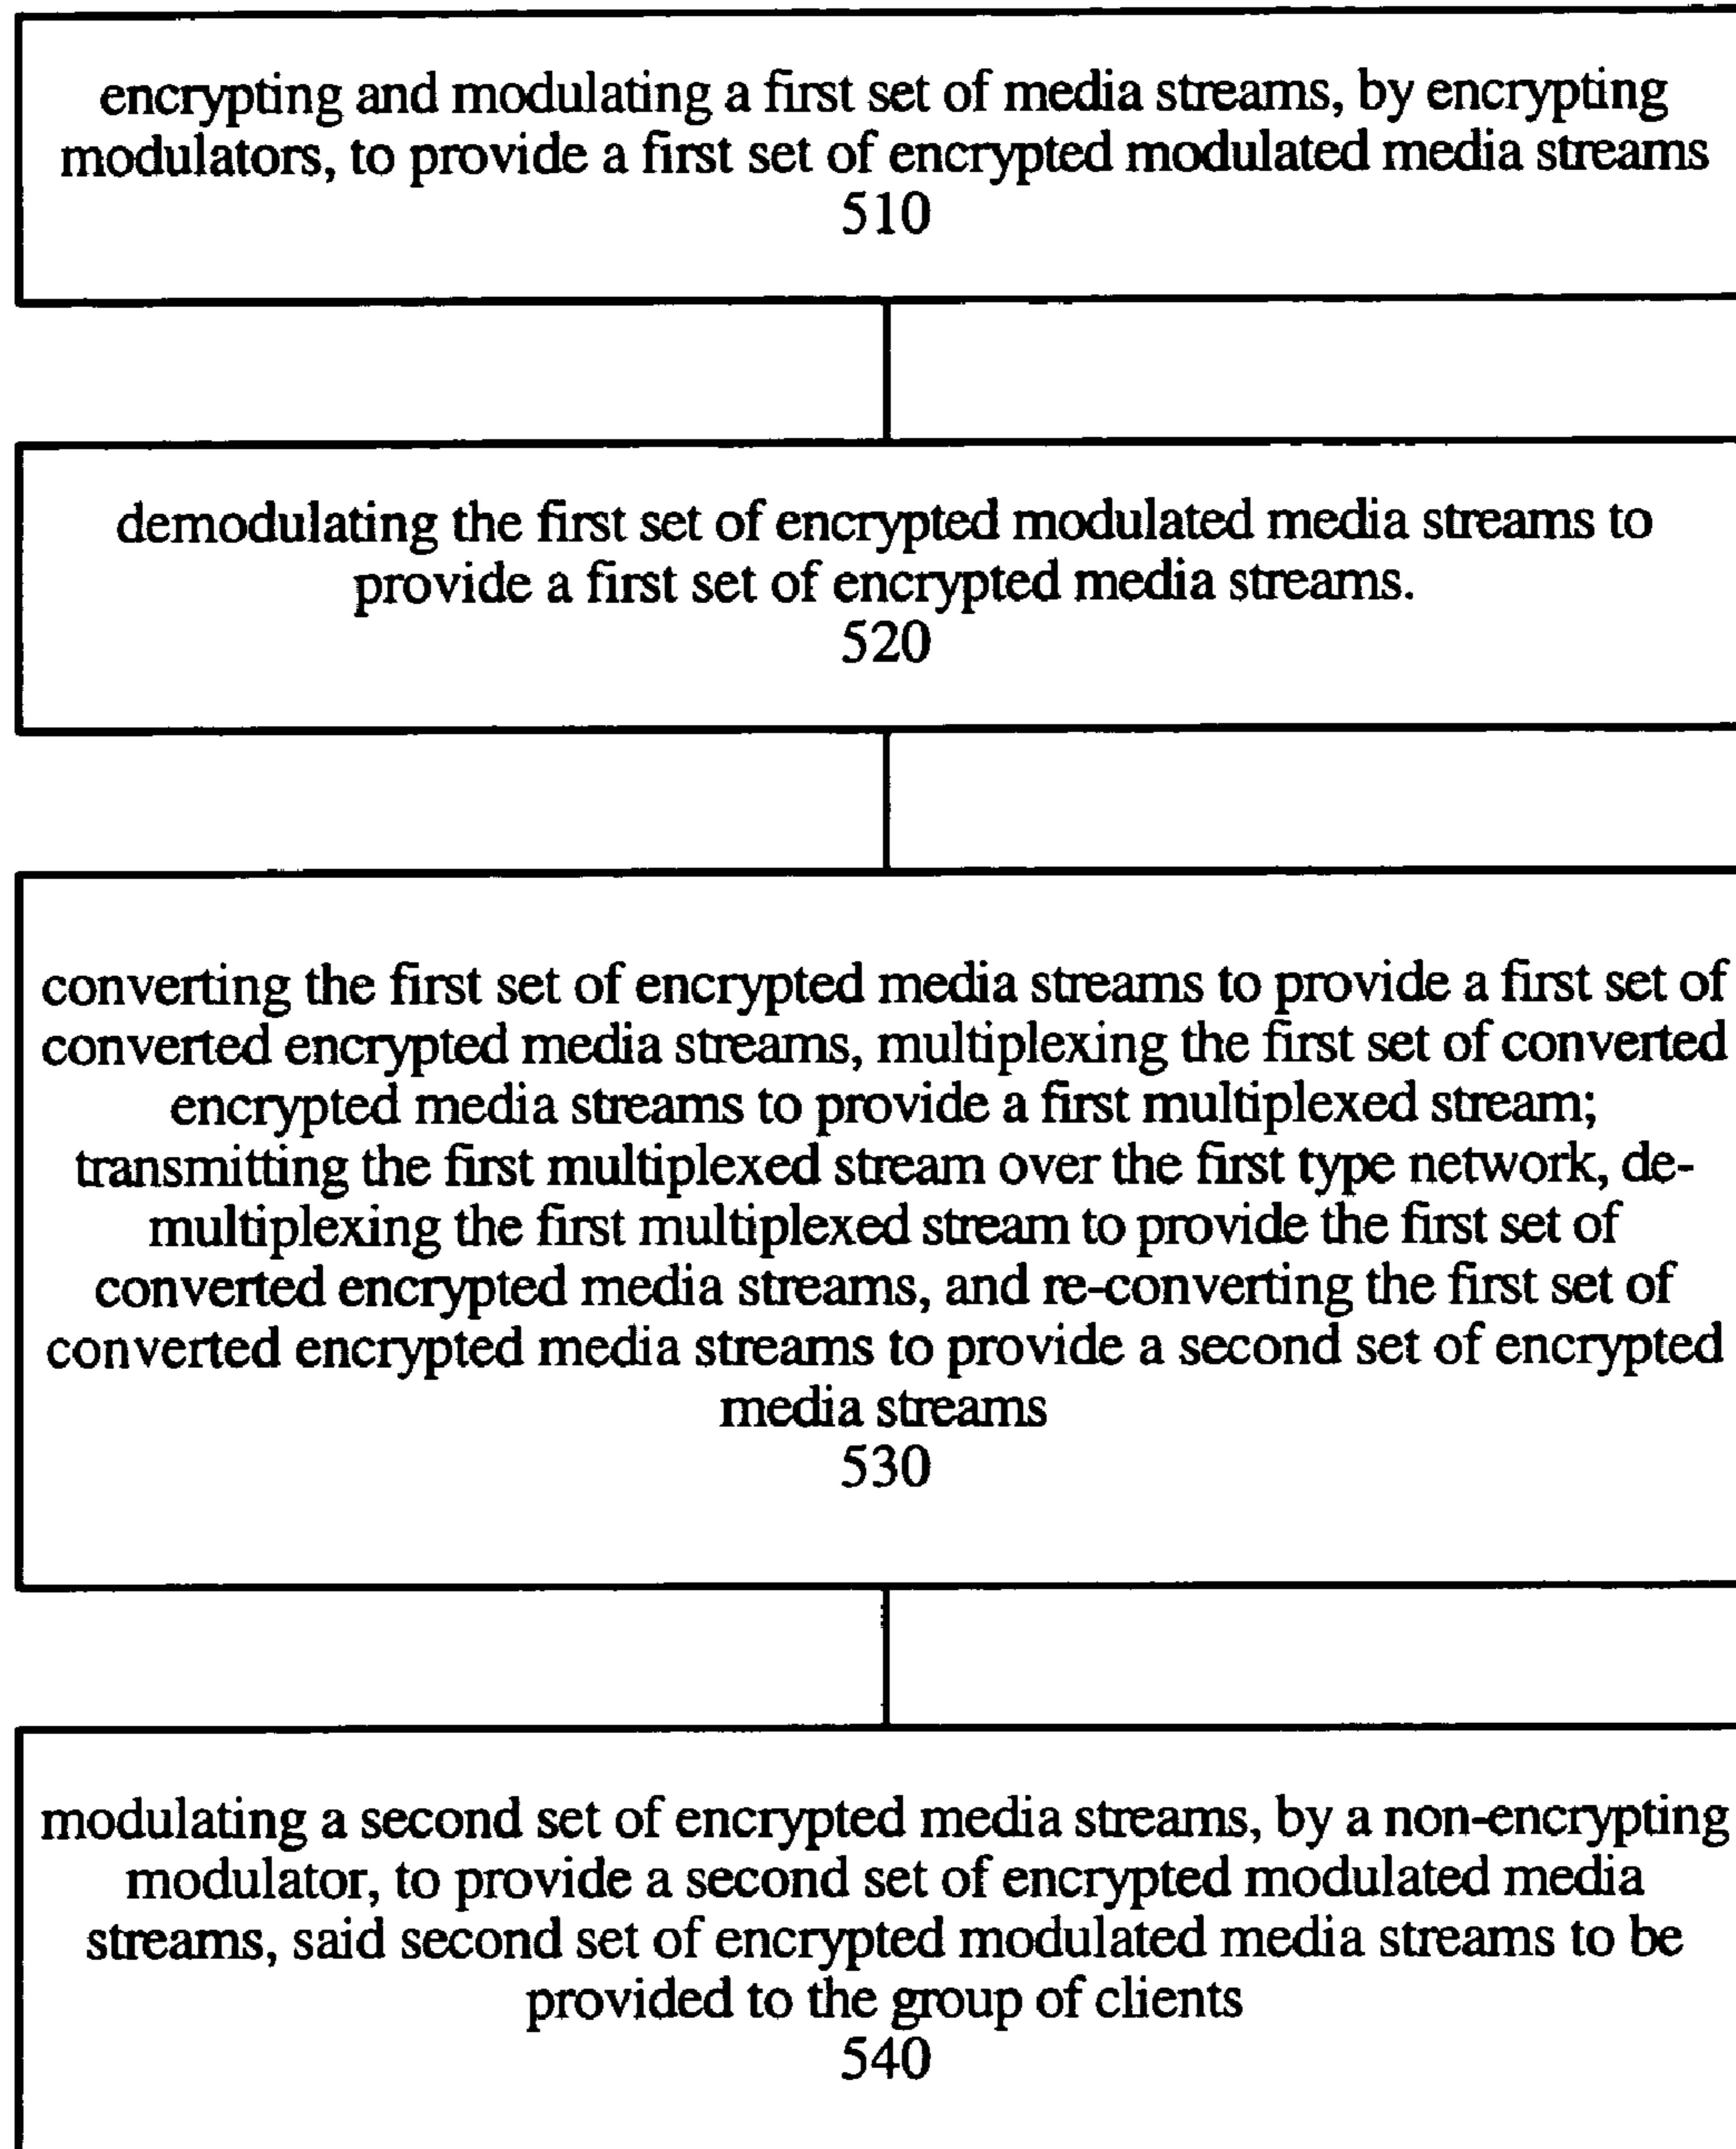 encrypting and modulating a first set of media streams, by encrypting
modulators, to provide a first set of encrypted modulated media streams
510
demodulating the first set of encrypted modulated media streams to
provide a first set of encrypted media streams.
520
converting the first set of encrypted media streams to provide a first set of
converted encrypted media streams, multiplexing the first set of converted
encrypted media streams to provide a first multiplexed stream;
transmitting the first multiplexed stream over the first type network, de-
multiplexing the first multiplexed stream to provide the first set of
converted encrypted media streams, and re-converting the first set of
converted encrypted media streams to provide a second set of encrypted
media streams
530
modulating a second set of encrypted media streams, by a non-encrypting
modulator, to provide a second set of encrypted modulated media
streams, said second set of encrypted modulated media streams to be
provided to the group of clients
540